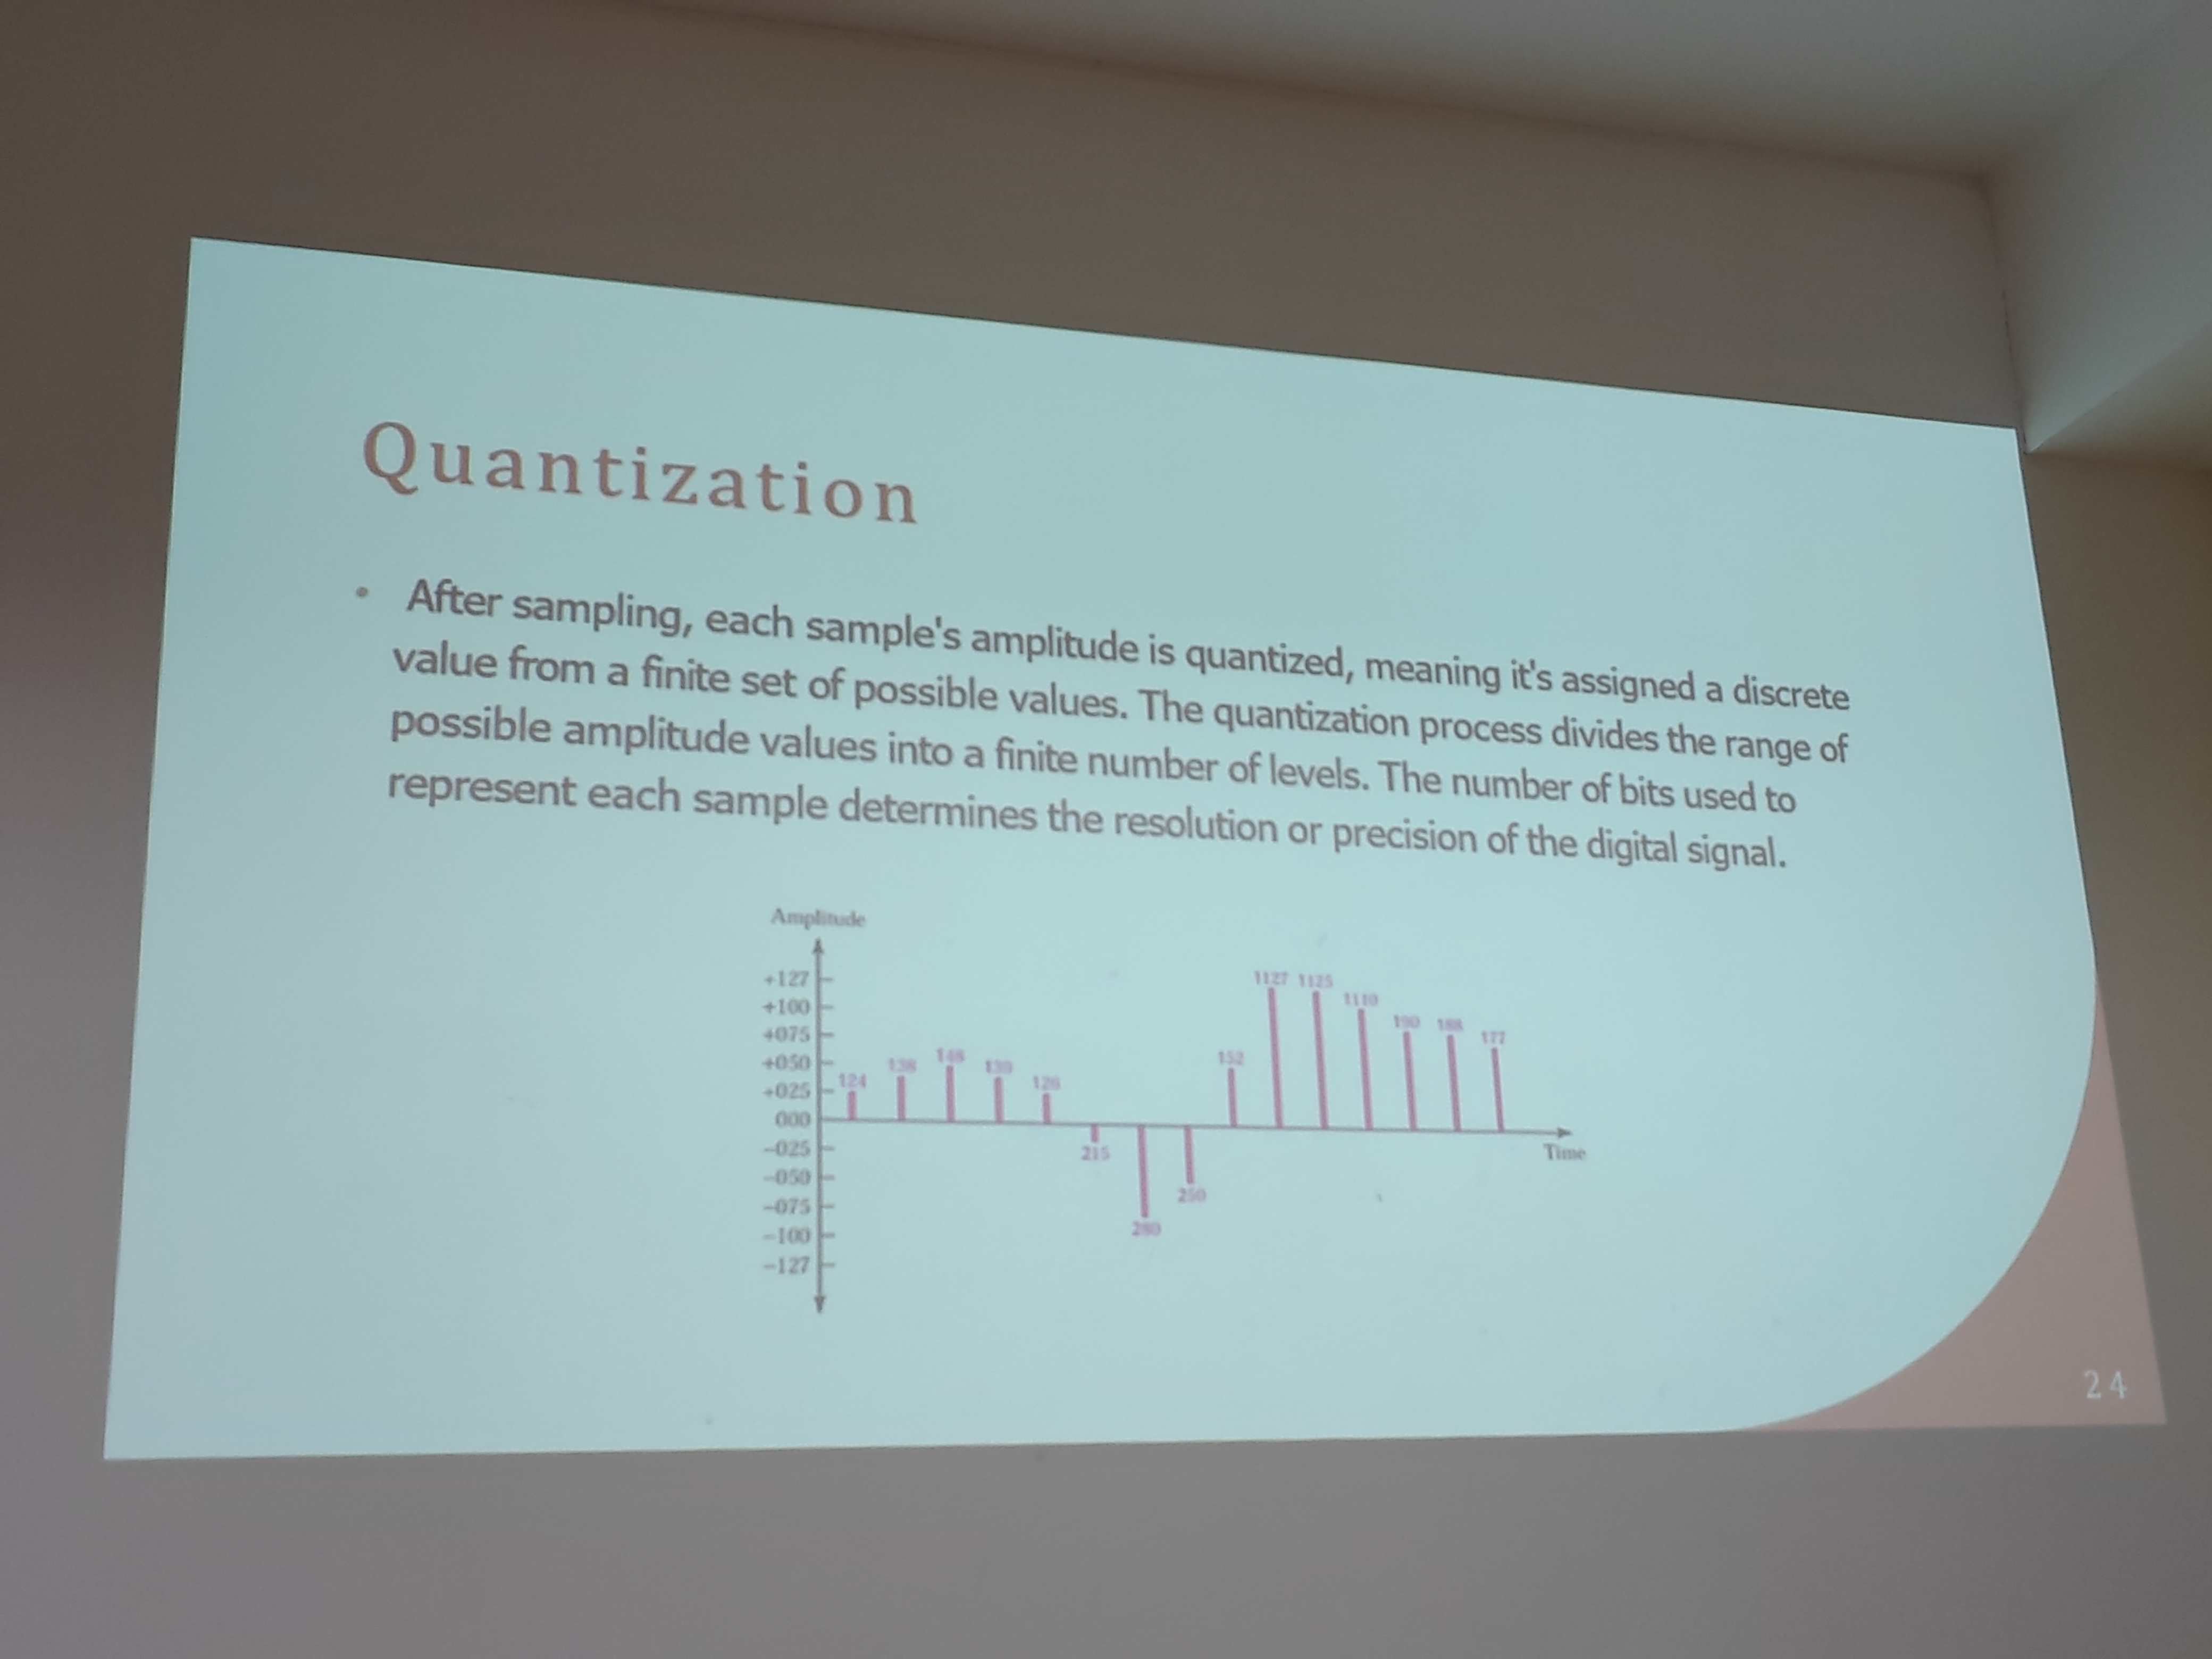 Quantization
• After sampling, each sample's amplitude is quantized, meaning it's assigned a discrete
value from a finite set of possible values. The quantization process divides the range of
possible amplitude values into a finite number of levels. The number of bits used to
represent each sample determines the resolution or precision of the digital signal.
Amplitude
+127
+100
+075
+050
+025
000
-025
-050
-075
-100
-127
124 138 148 139 126 215 280 250 152 1127 1125 1110 190 188 177
Time
24